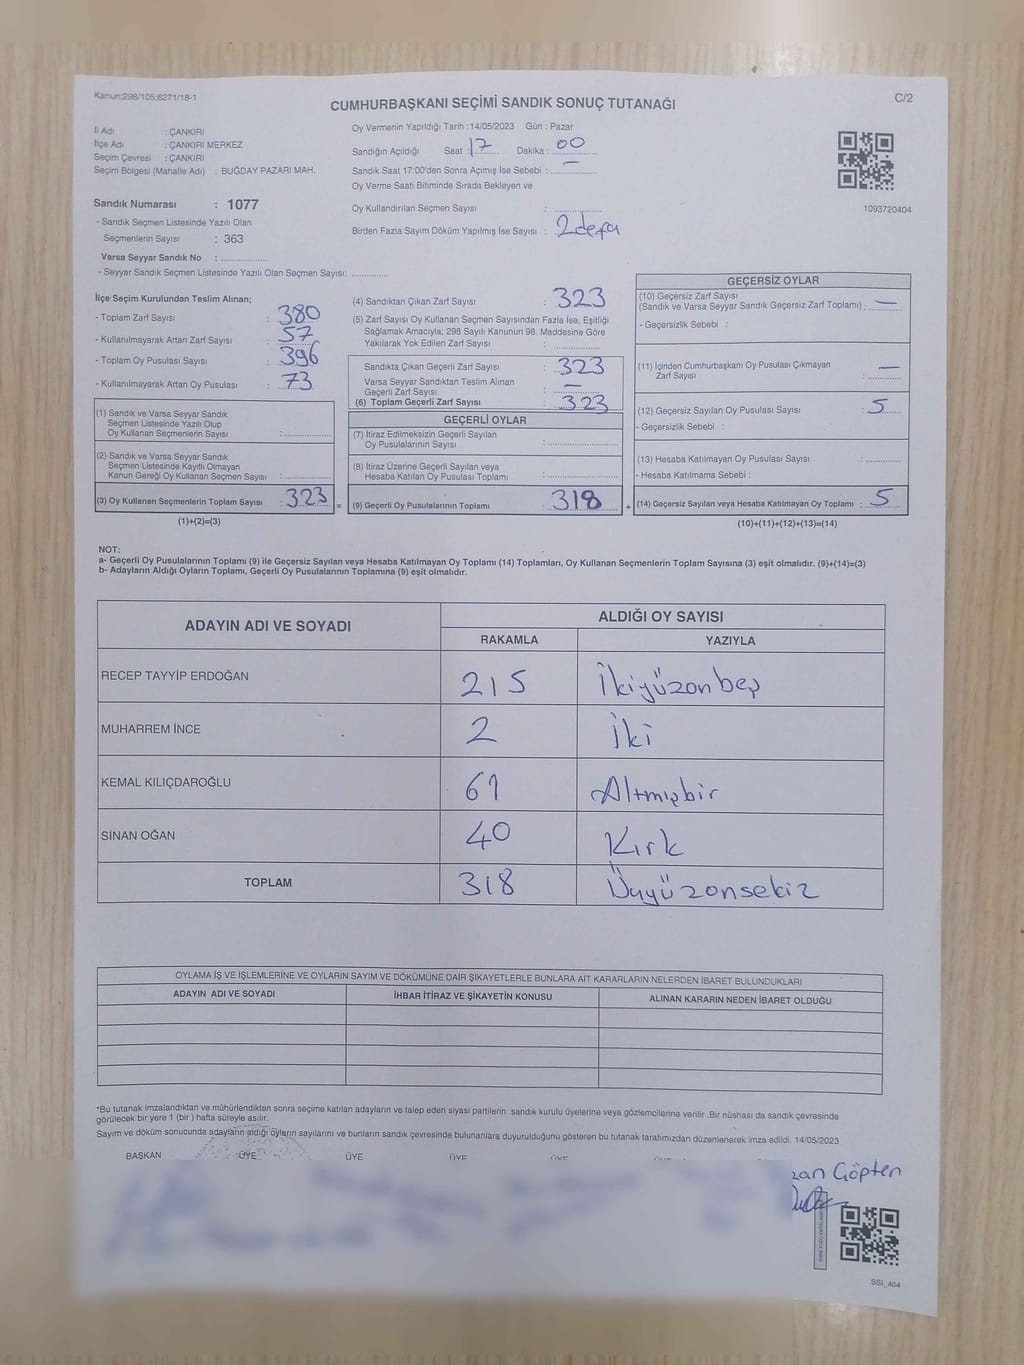 Kanun;298/105;6271/18-1
C/2
CUMHURBAŞKANI SEÇİMİ SANDIK SONUÇ TUTANAĞI
İl Adı : ÇANKIRI
İlçe Adı : ÇANKIRI MERKEZ
Seçim Çevresi : ÇANKIRI
Seçim Bölgesi (Mahalle Adı) : BUĞDAY PAZARI MAH.
Sandık Numarası : 1077
- Sandık Seçmen Listesinde Yazılı Olan
Seçmenlerin Sayısı : 363
Varsa Seyyar Sandık No :
- Seyyar Sandık Seçmen Listesinde Yazılı Olan Seçmen Sayısı:
Oy Vermenin Yapıldığı Tarih :14/05/2023 Gün : Pazar
Sandığın Açıldığı Saat : 17 Dakika : 00
Sandık Saat 17:00'den Sonra Açımış İse Sebebi : —
Oy Verme Saati Bitiminde Sırada Bekleyen ve
Oy Kullandırılan Seçmen Sayısı :
Birden Fazla Sayım Döküm Yapılmış İse Sayısı : 2defa
1093720404
İlçe Seçim Kurulundan Teslim Alınan;
- Toplam Zarf Sayısı : 380
- Kullanılmayarak Artan Zarf Sayısı : 57
- Toplam Oy Pusulası Sayısı : 396
- Kullanılmayarak Artan Oy Pusulası : 73
(1) Sandık ve Varsa Seyyar Sandık
Seçmen Listesinde Yazılı Olup
Oy Kullanan Seçmenlerin Sayısı :
(2) Sandık ve Varsa Seyyar Sandık
Seçmen Listesinde Kayıtlı Olmayan
Kanun Gereği Oy Kullanan Seçmen Sayısı :
(3) Oy Kullanan Seçmenlerin Toplam Sayısı : 323 =
(1)+(2)=(3)
(4) Sandıktan Çıkan Zarf Sayısı : 323
(5) Zarf Sayısı Oy Kullanan Seçmen Sayısından Fazla İse, Eşitliği
Sağlamak Amacıyla; 298 Sayılı Kanunun 98. Maddesine Göre
Yakılarak Yok Edilen Zarf Sayısı :
Sandıkta Çıkan Geçerli Zarf Sayısı : 323
Varsa Seyyar Sandıktan Teslim Alınan
Geçerli Zarf Sayısı : —
(6) Toplam Geçerli Zarf Sayısı : 323
GEÇERLİ OYLAR
(7) İtiraz Edilmeksizin Geçerli Sayılan
Oy Pusulalarının Sayısı :
(8) İtiraz Üzerine Geçerli Sayılan veya
Hesaba Katılan Oy Pusulası Toplamı :
(9) Geçerli Oy Pusulalarının Toplamı : 318 +
GEÇERSİZ OYLAR
(10) Geçersiz Zarf Sayısı
(Sandık ve Varsa Seyyar Sandık Geçersiz Zarf Toplamı) : —
- Geçersizlik Sebebi :
(11) İçinden Cumhurbaşkanı Oy Pusulası Çıkmayan
Zarf Sayısı : —
(12) Geçersiz Sayılan Oy Pusulası Sayısı : 5
- Geçersizlik Sebebi :
(13) Hesaba Katılmayan Oy Pusulası Sayısı :
- Hesaba Katılmama Sebebi :
(14) Geçersiz Sayılan veya Hesaba Katılmayan Oy Toplamı : 5
(10)+(11)+(12)+(13)=(14)
NOT:
a- Geçerli Oy Pusulalarının Toplamı (9) ile Geçersiz Sayılan veya Hesaba Katılmayan Oy Toplamı (14) Toplamları, Oy Kullanan Seçmenlerin Toplam Sayısına (3) eşit olmalıdır. (9)+(14)=(3)
b- Adayların Aldığı Oyların Toplamı, Geçerli Oy Pusulalarının Toplamına (9) eşit olmalıdır.
ADAYIN ADI VE SOYADI ALDIĞI OY SAYISI
RAKAMLA YAZIYLA
RECEP TAYYİP ERDOĞAN 215 İkiyüzonbeş
MUHARREM İNCE 2 İki
KEMAL KILIÇDAROĞLU 61 Altmışbir
SİNAN OĞAN 40 Kırk
TOPLAM 318 Üçyüzonsekiz
OYLAMA İŞ VE İŞLEMLERİNE VE OYLARIN SAYIM VE DÖKÜMÜNE DAİR ŞİKAYETLERLE BUNLARA AİT KARARLARIN NELERDEN İBARET BULUNDUKLARI
ADAYIN ADI VE SOYADI İHBAR İTİRAZ VE ŞİKAYETİN KONUSU ALINAN KARARIN NEDEN İBARET OLDUĞU
*Bu tutanak imzalandıktan ve mühürlendikten sonra seçime katılan adayların ve talep eden siyasi partilerin sandık kurulu üyelerine veya gözlemcilerine verilir .Bir nüshası da sandık çevresinde
görülecek bir yere 1 (bir ) hafta süreyle asılır.
Sayım ve döküm sonucunda adayların aldığı oyların sayılarını ve bunların sandık çevresinde bulunanlara duyurulduğunu gösteren bu tutanak tarafımızdan düzenlenerek imza edildi. 14/05/2023
BAŞKAN ÜYE ÜYE ÜYE ÜYE
zan Göpten
SSI_404